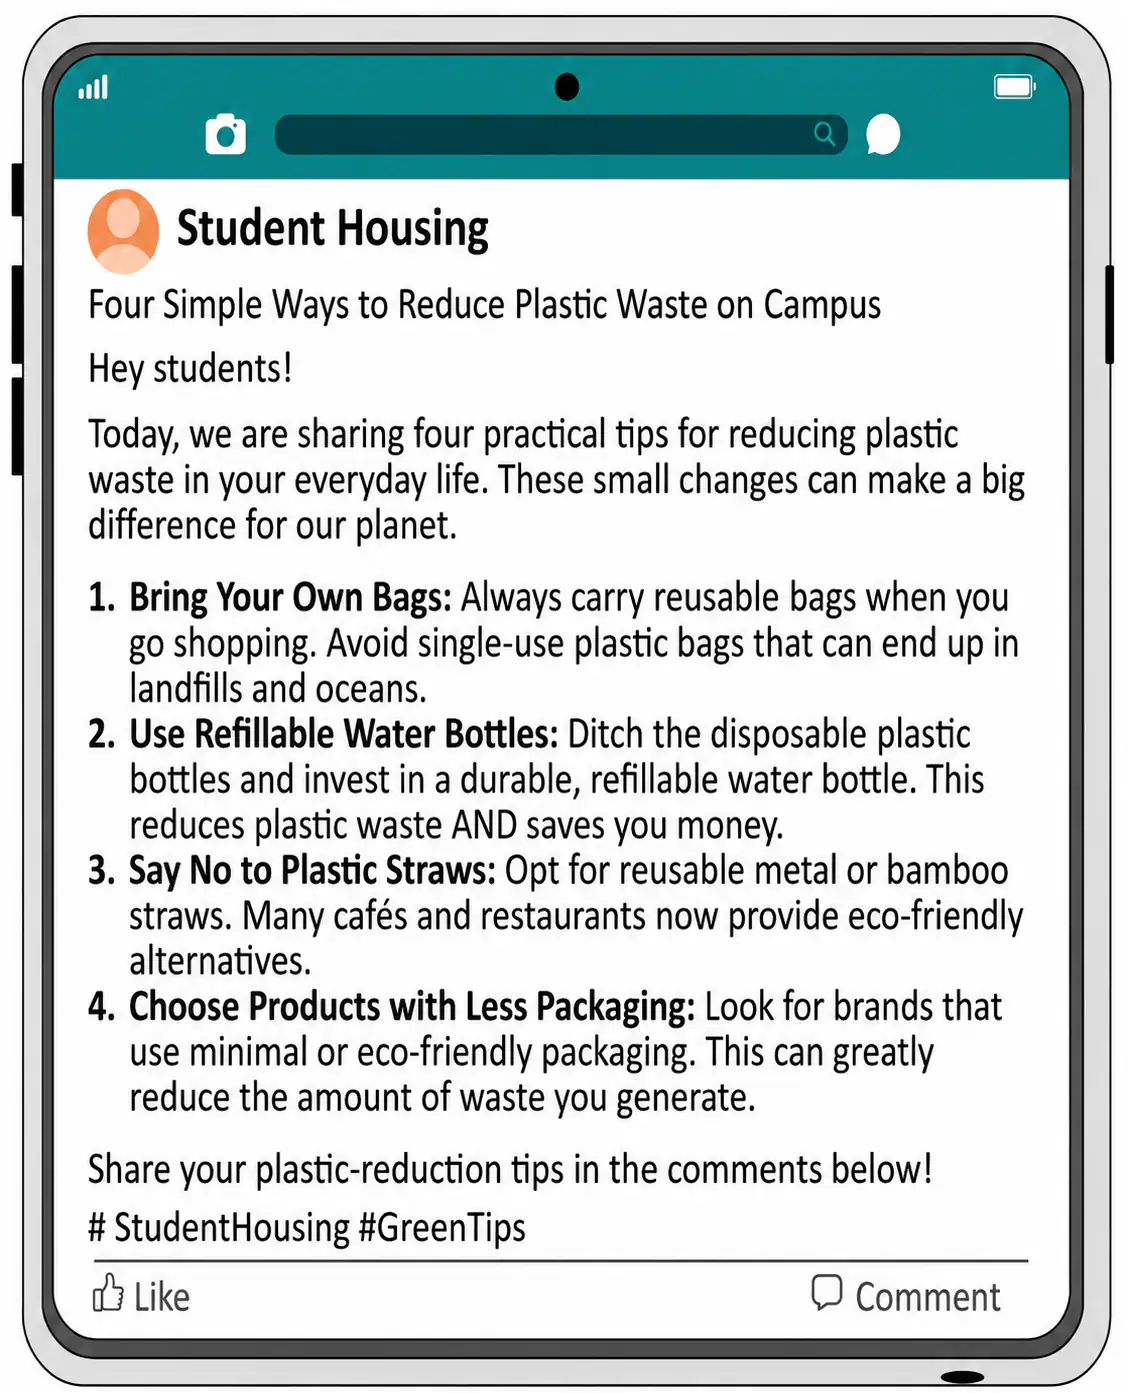 Student Housing
Four Simple Ways to Reduce Plastic Waste on Campus
Hey students!
Today, we are sharing four practical tips for reducing plastic
waste in your everyday life. These small changes can make a big
difference for our planet.
1. Bring Your Own Bags: Always carry reusable bags when you
go shopping. Avoid single-use plastic bags that can end up in
landfills and oceans.
2. Use Refillable Water Bottles: Ditch the disposable plastic
bottles and invest in a durable, refillable water bottle. This
reduces plastic waste AND saves you money.
3. Say No to Plastic Straws: Opt for reusable metal or bamboo
straws. Many cafés and restaurants now provide eco-friendly
alternatives.
4. Choose Products with Less Packaging: Look for brands that
use minimal or eco-friendly packaging. This can greatly
reduce the amount of waste you generate.
Share your plastic-reduction tips in the comments below!
# StudentHousing #GreenTips
Like Comment